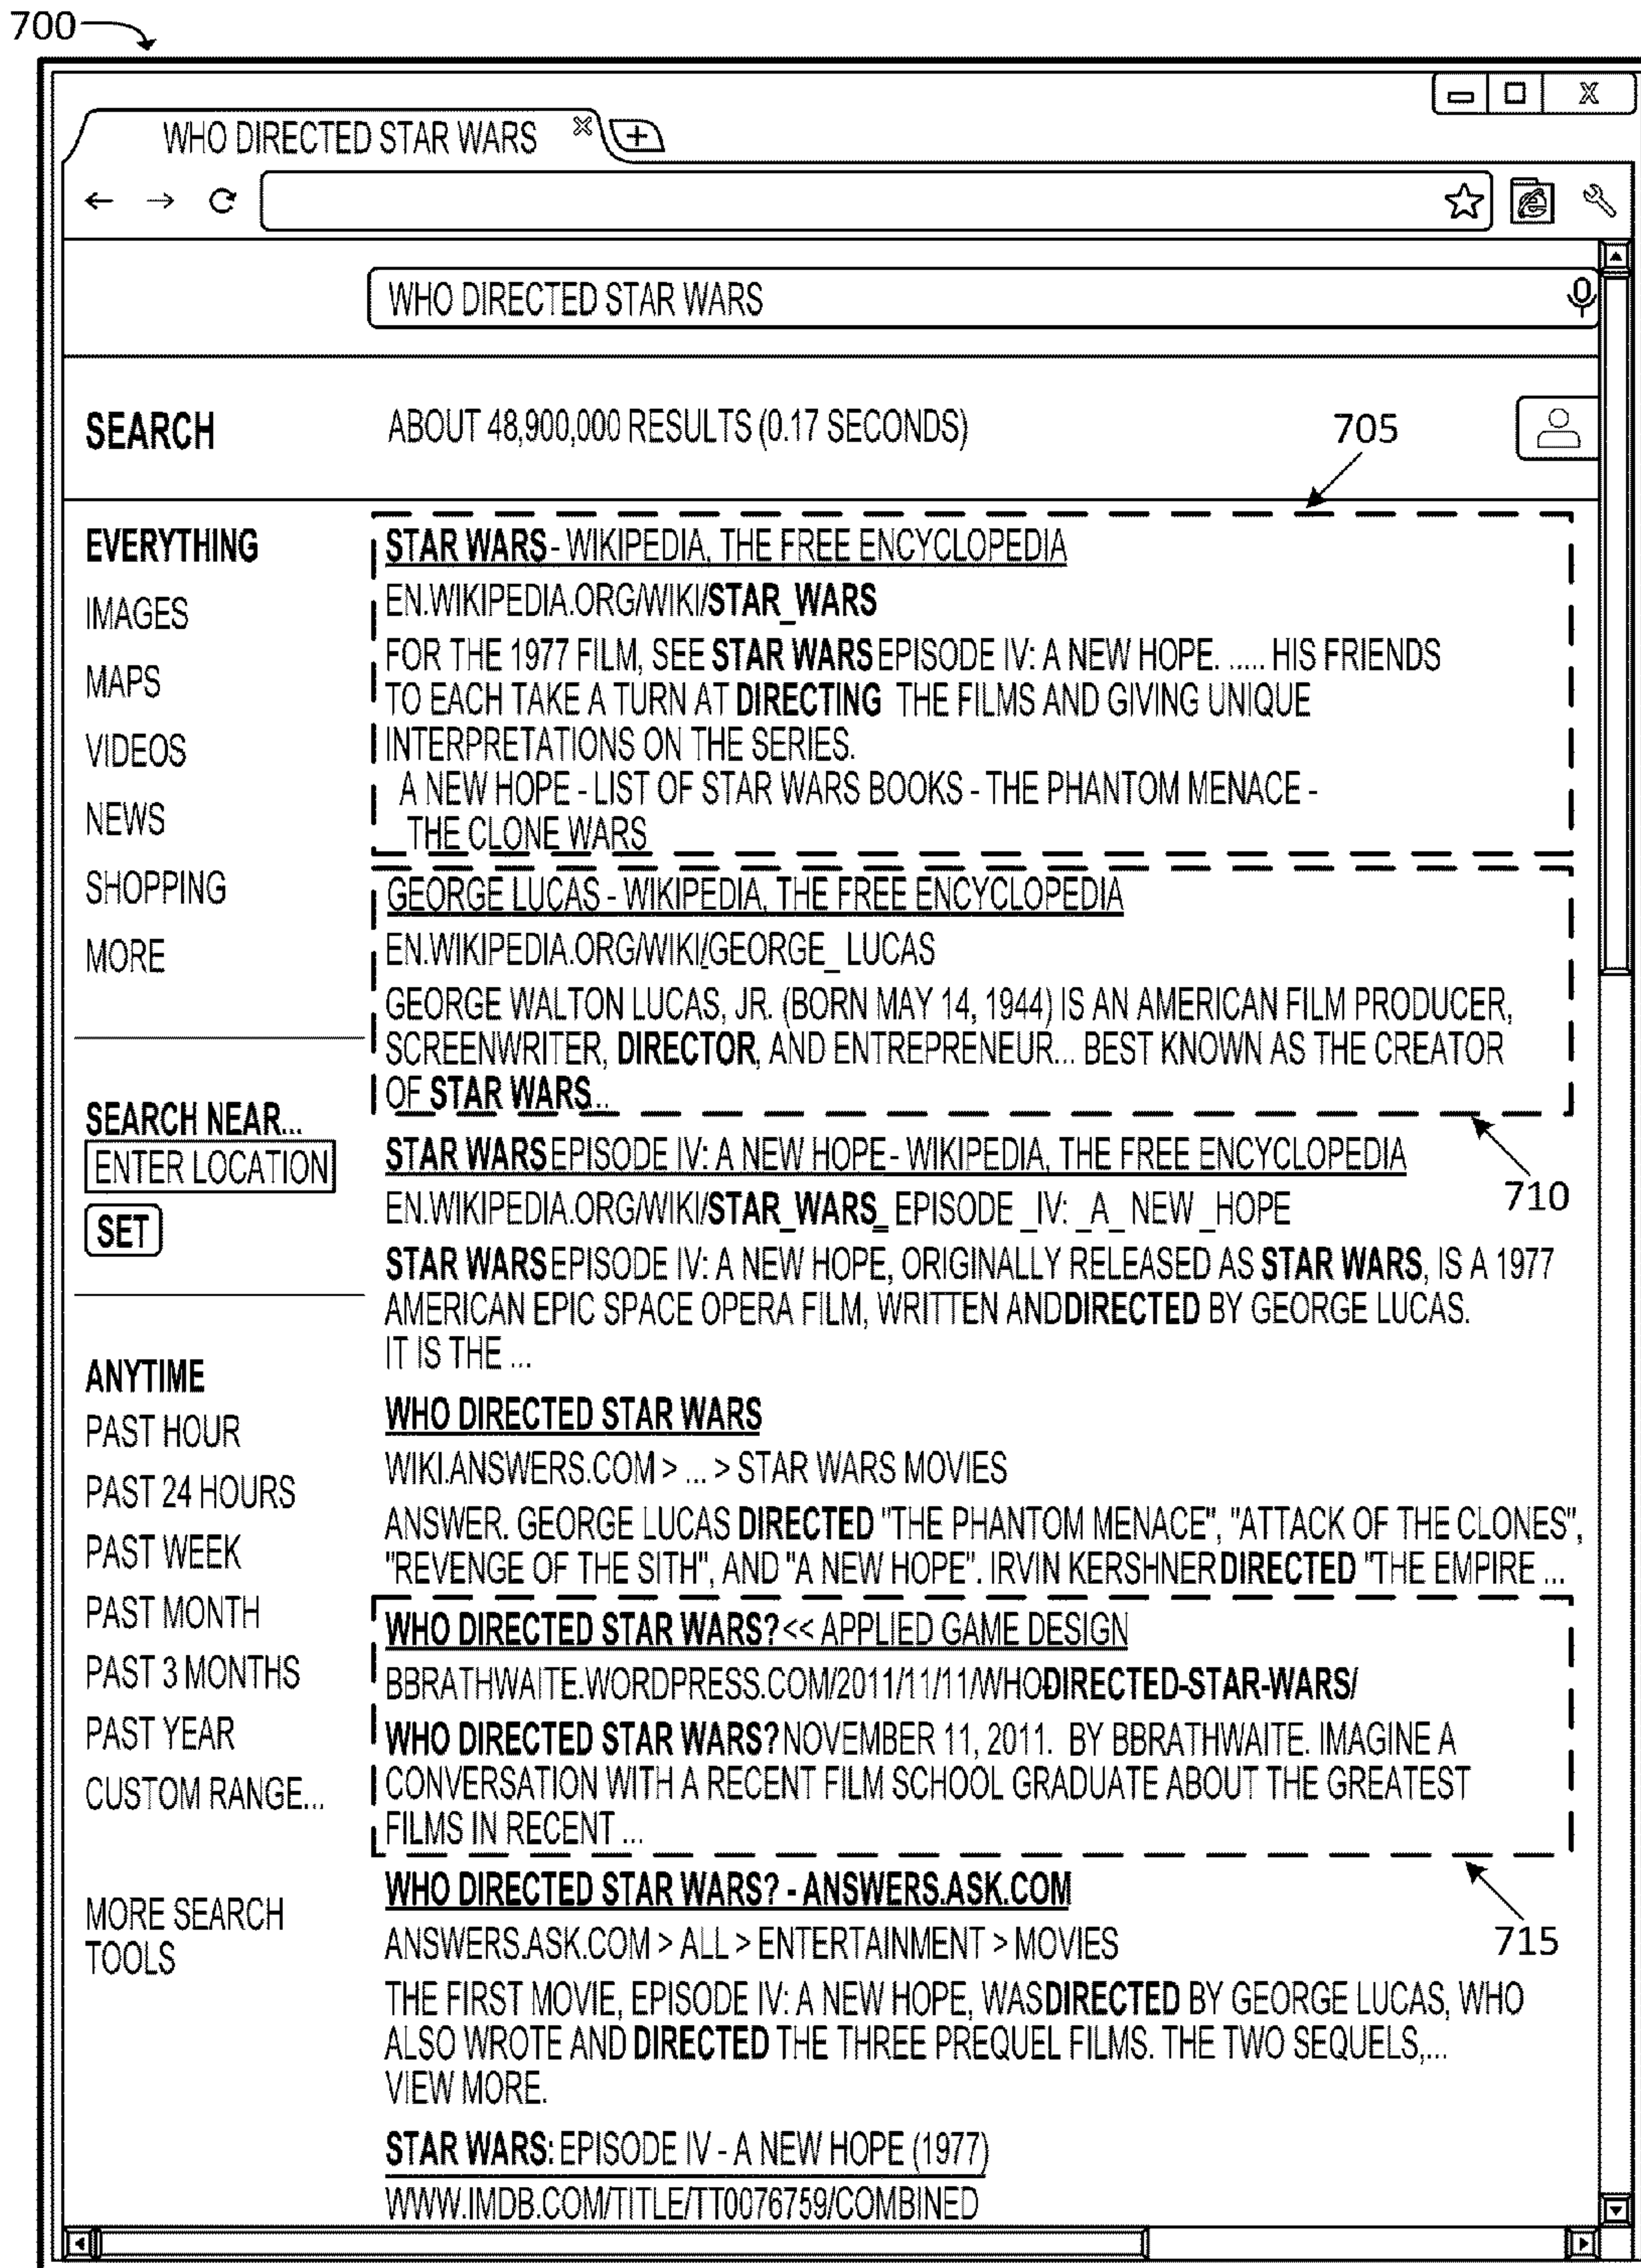 700
WHO DIRECTED STAR WARS
WHO DIRECTED STAR WARS
SEARCH
ABOUT 48,900,000 RESULTS (0.17 SECONDS)
705
EVERYTHING
IMAGES
MAPS
VIDEOS
NEWS
SHOPPING
MORE
SEARCH NEAR...
ENTER LOCATION
SET
ANYTIME
PAST HOUR
PAST 24 HOURS
PAST WEEK
PAST MONTH
PAST 3 MONTHS
PAST YEAR
CUSTOM RANGE...
MORE SEARCH
TOOLS
STAR WARS - WIKIPEDIA, THE FREE ENCYCLOPEDIA
EN.WIKIPEDIA.ORG/WIKI/STAR_WARS
FOR THE 1977 FILM, SEE STAR WARS EPISODE IV: A NEW HOPE. ..... HIS FRIENDS
TO EACH TAKE A TURN AT DIRECTING THE FILMS AND GIVING UNIQUE
INTERPRETATIONS ON THE SERIES.
A NEW HOPE - LIST OF STAR WARS BOOKS - THE PHANTOM MENACE -
THE CLONE WARS
GEORGE LUCAS - WIKIPEDIA, THE FREE ENCYCLOPEDIA
EN.WIKIPEDIA.ORG/WIKI/GEORGE_ LUCAS
GEORGE WALTON LUCAS, JR. (BORN MAY 14, 1944) IS AN AMERICAN FILM PRODUCER,
SCREENWRITER, DIRECTOR, AND ENTREPRENEUR... BEST KNOWN AS THE CREATOR
OF STAR WARS...
710
STAR WARS EPISODE IV: A NEW HOPE - WIKIPEDIA, THE FREE ENCYCLOPEDIA
EN.WIKIPEDIA.ORG/WIKI/STAR_WARS_ EPISODE _IV: _A_ NEW _HOPE
STAR WARS EPISODE IV: A NEW HOPE, ORIGINALLY RELEASED AS STAR WARS, IS A 1977
AMERICAN EPIC SPACE OPERA FILM, WRITTEN AND DIRECTED BY GEORGE LUCAS.
IT IS THE ...
WHO DIRECTED STAR WARS
WIKI.ANSWERS.COM > ... > STAR WARS MOVIES
ANSWER. GEORGE LUCAS DIRECTED "THE PHANTOM MENACE", "ATTACK OF THE CLONES",
"REVENGE OF THE SITH", AND "A NEW HOPE". IRVIN KERSHNER DIRECTED "THE EMPIRE ...
WHO DIRECTED STAR WARS? << APPLIED GAME DESIGN
BBRATHWAITE.WORDPRESS.COM/2011/11/11/WHO-DIRECTED-STAR-WARS/
WHO DIRECTED STAR WARS? NOVEMBER 11, 2011. BY BBRATHWAITE. IMAGINE A
CONVERSATION WITH A RECENT FILM SCHOOL GRADUATE ABOUT THE GREATEST
FILMS IN RECENT ...
715
WHO DIRECTED STAR WARS? - ANSWERS.ASK.COM
ANSWERS.ASK.COM > ALL > ENTERTAINMENT > MOVIES
THE FIRST MOVIE, EPISODE IV: A NEW HOPE, WAS DIRECTED BY GEORGE LUCAS, WHO
ALSO WROTE AND DIRECTED THE THREE PREQUEL FILMS. THE TWO SEQUELS,...
VIEW MORE.
STAR WARS: EPISODE IV - A NEW HOPE (1977)
WWW.IMDB.COM/TITLE/TT0076759/COMBINED